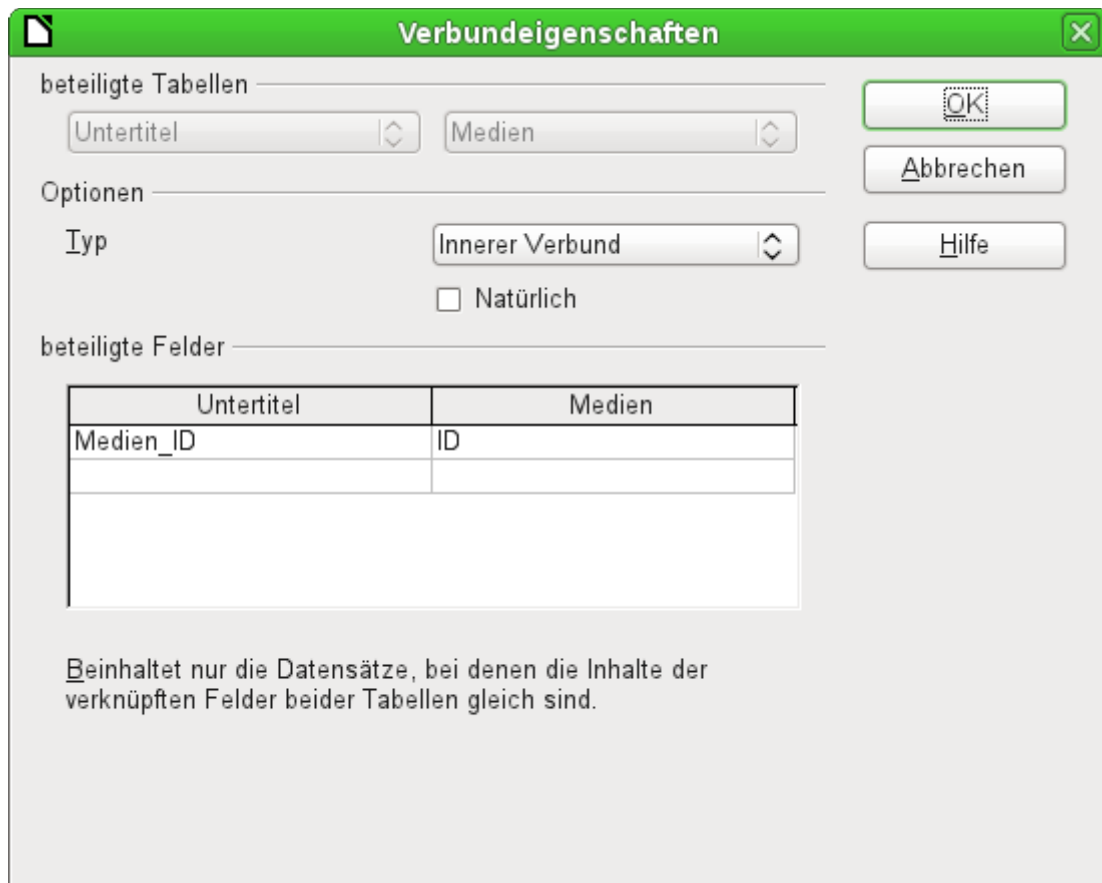 Verbundeigenschaften
beteiligte Tabellen
Untertitel Medien
OK
Abbrechen
Optionen
Typ Innerer Verbund
Hilfe
Natürlich
beteiligte Felder
Untertitel Medien
Medien_ID ID
Beinhaltet nur die Datensätze, bei denen die Inhalte der
verknüpften Felder beider Tabellen gleich sind.